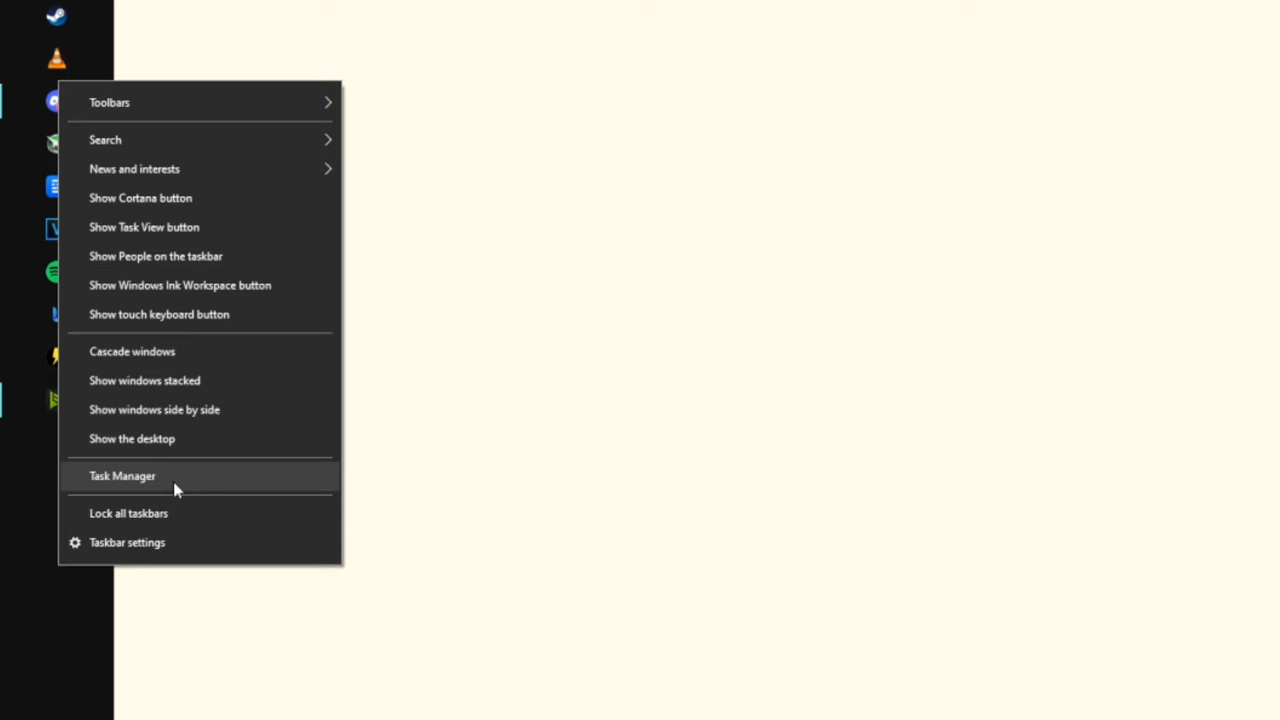 Toolbars
Search
News and interests
Show Cortana button
Show Task View button
Show People on the taskbar
Show Windows Ink Workspace button
Show touch keyboard button
Cascade windows
Show windows stacked
Show windows side by side
Show the desktop
Task Manager
Lock all taskbars
Taskbar settings